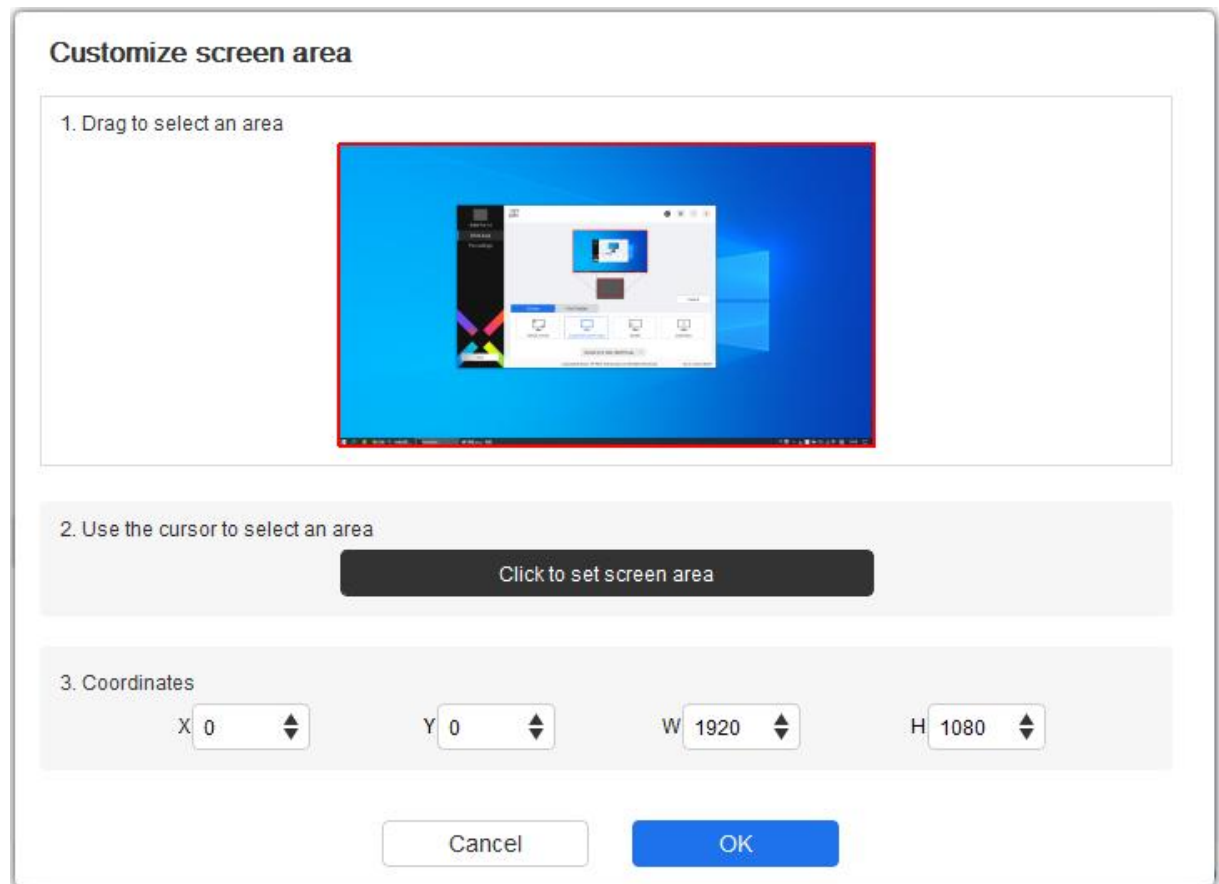 Customize screen area
1. Drag to select an area
2. Use the cursor to select an area
Click to set screen area
3. Coordinates
X 0 Y 0 W 1920 H 1080
Cancel OK